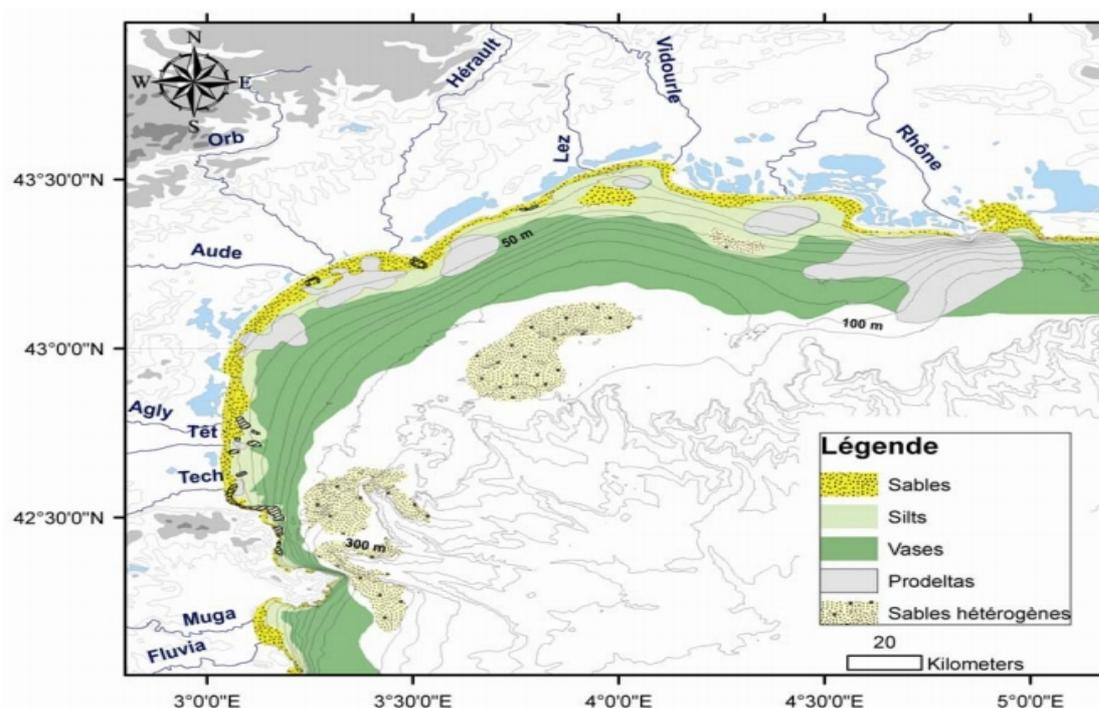 N
W E
S
Orb
Hérault
Lez
Vidourle
Rhône
43°30'0"N
Aude
50 m
100 m
43°0'0"N
Agly
Têt
Tech
42°30'0"N
300 m
Muga
Fluvia
Légende
Sables
Silts
Vases
Prodeltas
Sables hétérogènes
20
Kilometers
3°0'0"E 3°30'0"E 4°0'0"E 4°30'0"E 5°0'0"E